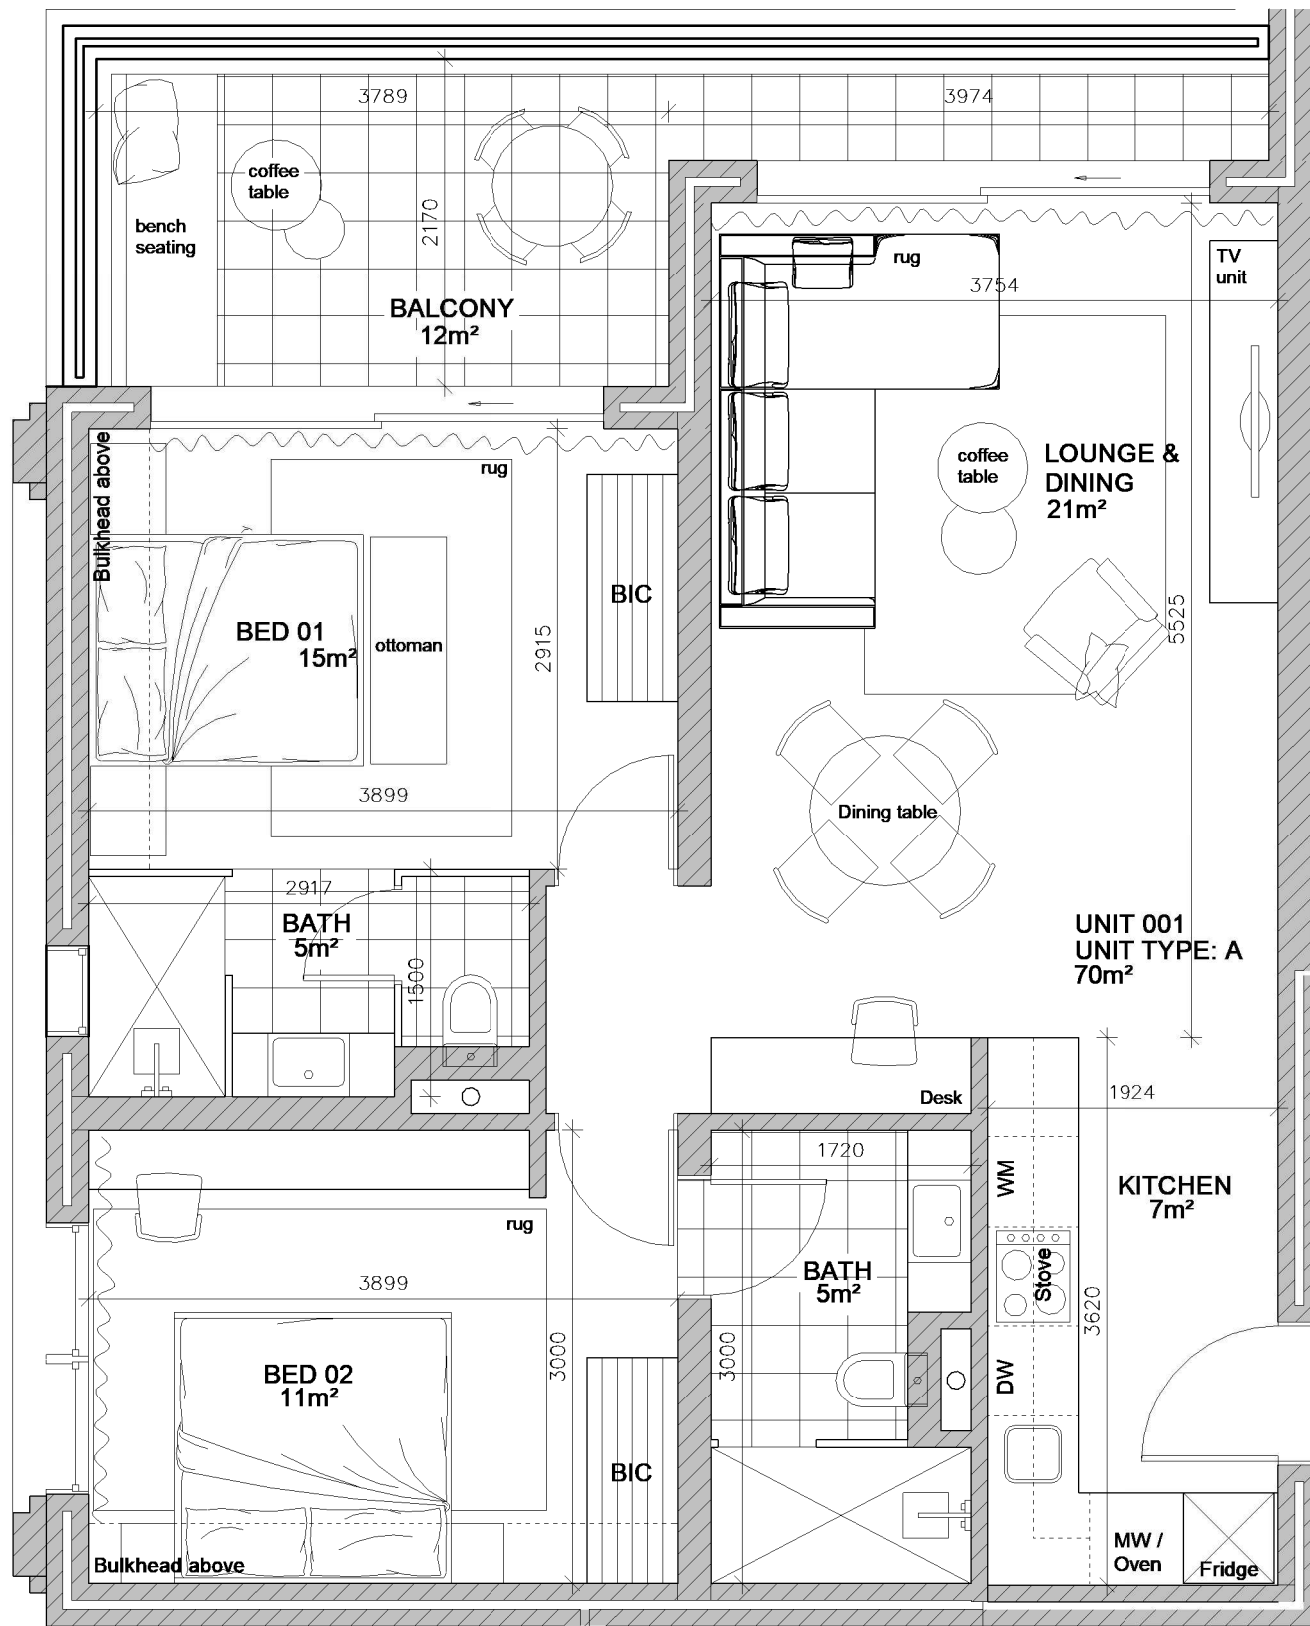 3789
3974
coffee
table
bench
seating
2170
BALCONY
12m²
rug
TV
unit
3754
Bulkhead above
rug
coffee
table
LOUNGE &
DINING
21m²
BIC
BED 01
15m²
ottoman
2915
5525
3899
Dining table
2917
BATH
5m²
1500
UNIT 001
UNIT TYPE: A
70m²
Desk
1924
1720
WM
KITCHEN
7m²
rug
3899
BATH
5m²
Stove
3620
BED 02
11m²
3000
3000
DW
BIC
MW /
Oven
Fridge
Bulkhead above